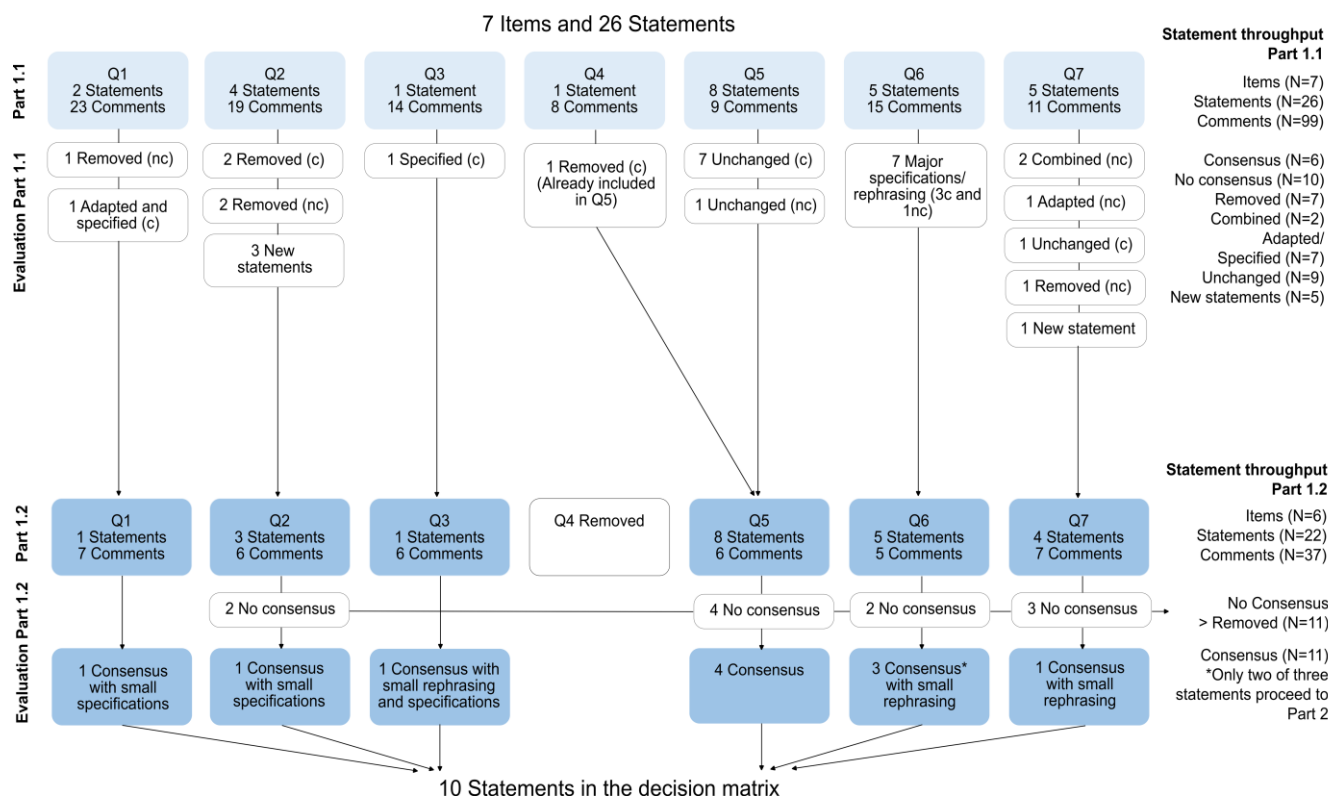 7 Items and 26 Statements
Part 1.1
Q1
2 Statements
23 Comments
Q2
4 Statements
19 Comments
Q3
1 Statement
14 Comments
Q4
1 Statement
8 Comments
Q5
8 Statements
9 Comments
Q6
5 Statements
15 Comments
Q7
5 Statements
11 Comments
Statement throughput
Part 1.1
Items (N=7)
Statements (N=26)
Comments (N=99)
Evaluation Part 1.1
1 Removed (nc)
1 Adapted and
specified (c)
2 Removed (c)
2 Removed (nc)
3 New
statements
1 Specified (c)
1 Removed (c)
(Already included
in Q5)
7 Unchanged (c)
1 Unchanged (nc)
7 Major
specifications/
rephrasing (3c and
1nc)
2 Combined (nc)
1 Adapted (nc)
1 Unchanged (c)
1 Removed (nc)
1 New statement
Consensus (N=6)
No consensus (N=10)
Removed (N=7)
Combined (N=2)
Adapted/
Specified (N=7)
Unchanged (N=9)
New statements (N=5)
Part 1.2
Q1
1 Statements
7 Comments
Q2
3 Statements
6 Comments
Q3
1 Statements
6 Comments
Q4 Removed
Q5
8 Statements
6 Comments
Q6
5 Statements
5 Comments
Q7
4 Statements
7 Comments
Statement throughput
Part 1.2
Items (N=6)
Statements (N=22)
Comments (N=37)
Evaluation Part 1.2
2 No consensus
4 No consensus
2 No consensus
3 No consensus
No Consensus
> Removed (N=11)
1 Consensus
with small
specifications
1 Consensus
with small
specifications
1 Consensus with
small rephrasing
and specifications
4 Consensus
3 Consensus*
with small
rephrasing
1 Consensus
with small
rephrasing
Consensus (N=11)
*Only two of three
statements proceed to
Part 2
10 Statements in the decision matrix